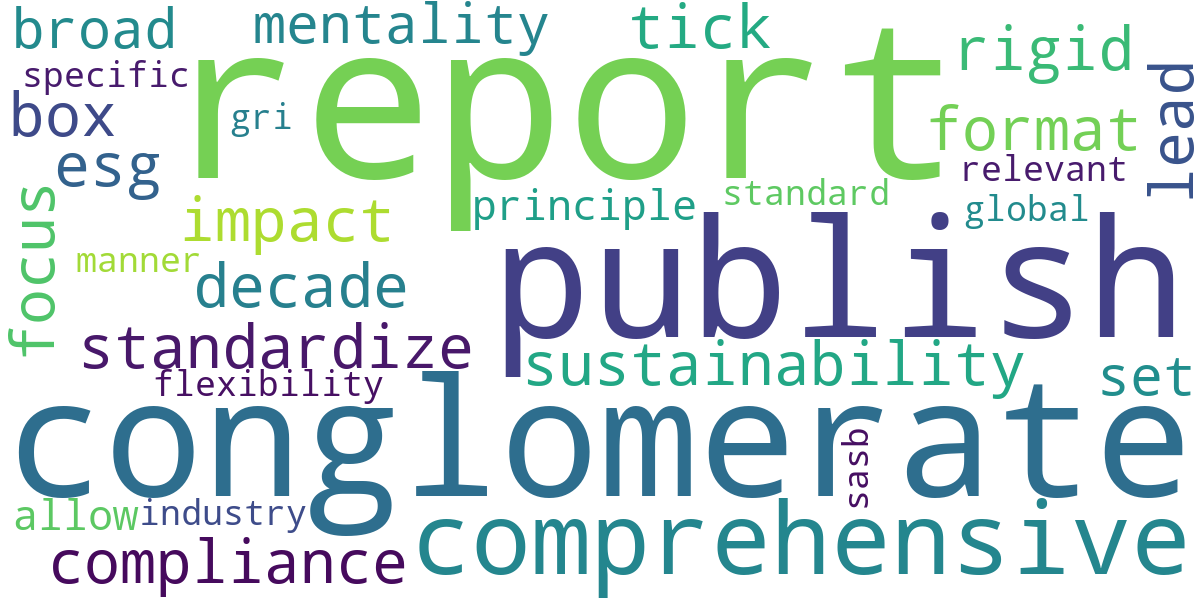 broad
mentality
tick
rigid
specific
report
lead
box
gri
format
esg
relevant
focus
impact
principle
standard
global
manner
decade
publish
standardize
sustainability
flexibility
set
conglomerate
sasb
allow
industry
comprehensive
compliance